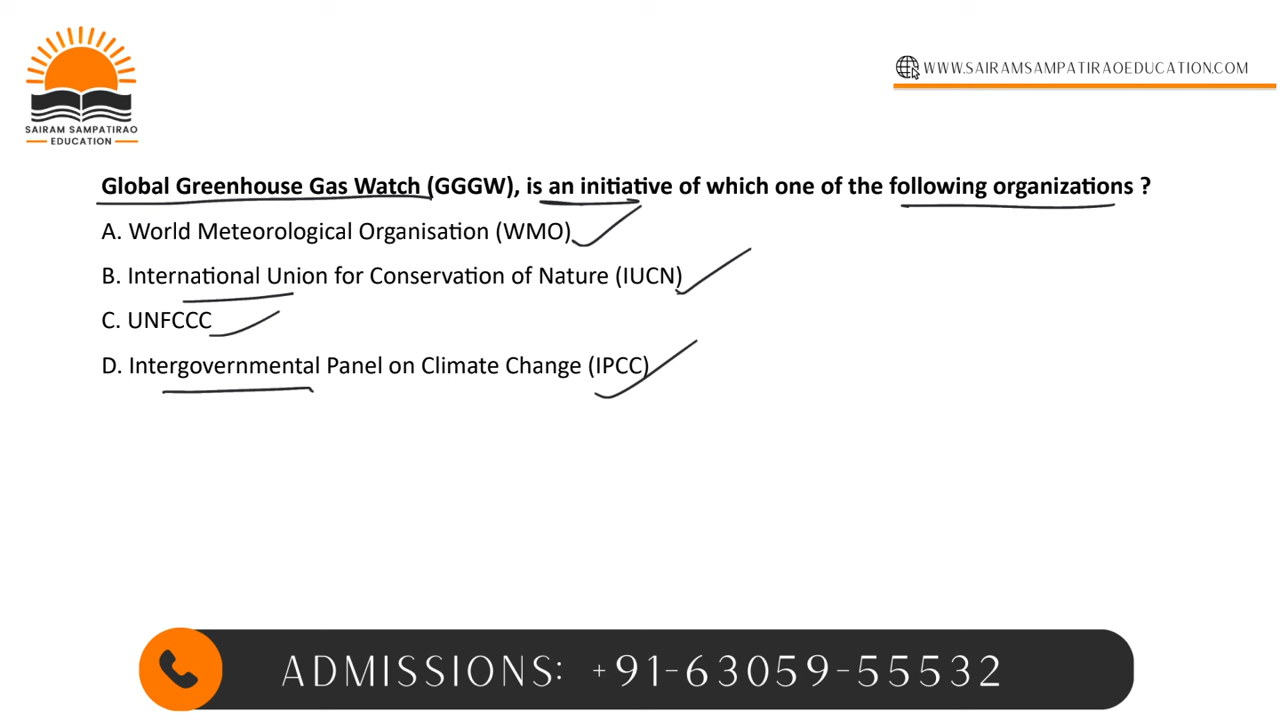 SAIRAM SAMPATIRAO
EDUCATION
WWW.SAIRAMSAMPATIRAOEDUCATION.COM
Global Greenhouse Gas Watch (GGGW), is an initiative of which one of the following organizations ?
A. World Meteorological Organisation (WMO)
B. International Union for Conservation of Nature (IUCN)
C. UNFCCC
D. Intergovernmental Panel on Climate Change (IPCC)
ADMISSIONS: +91-63059-55532